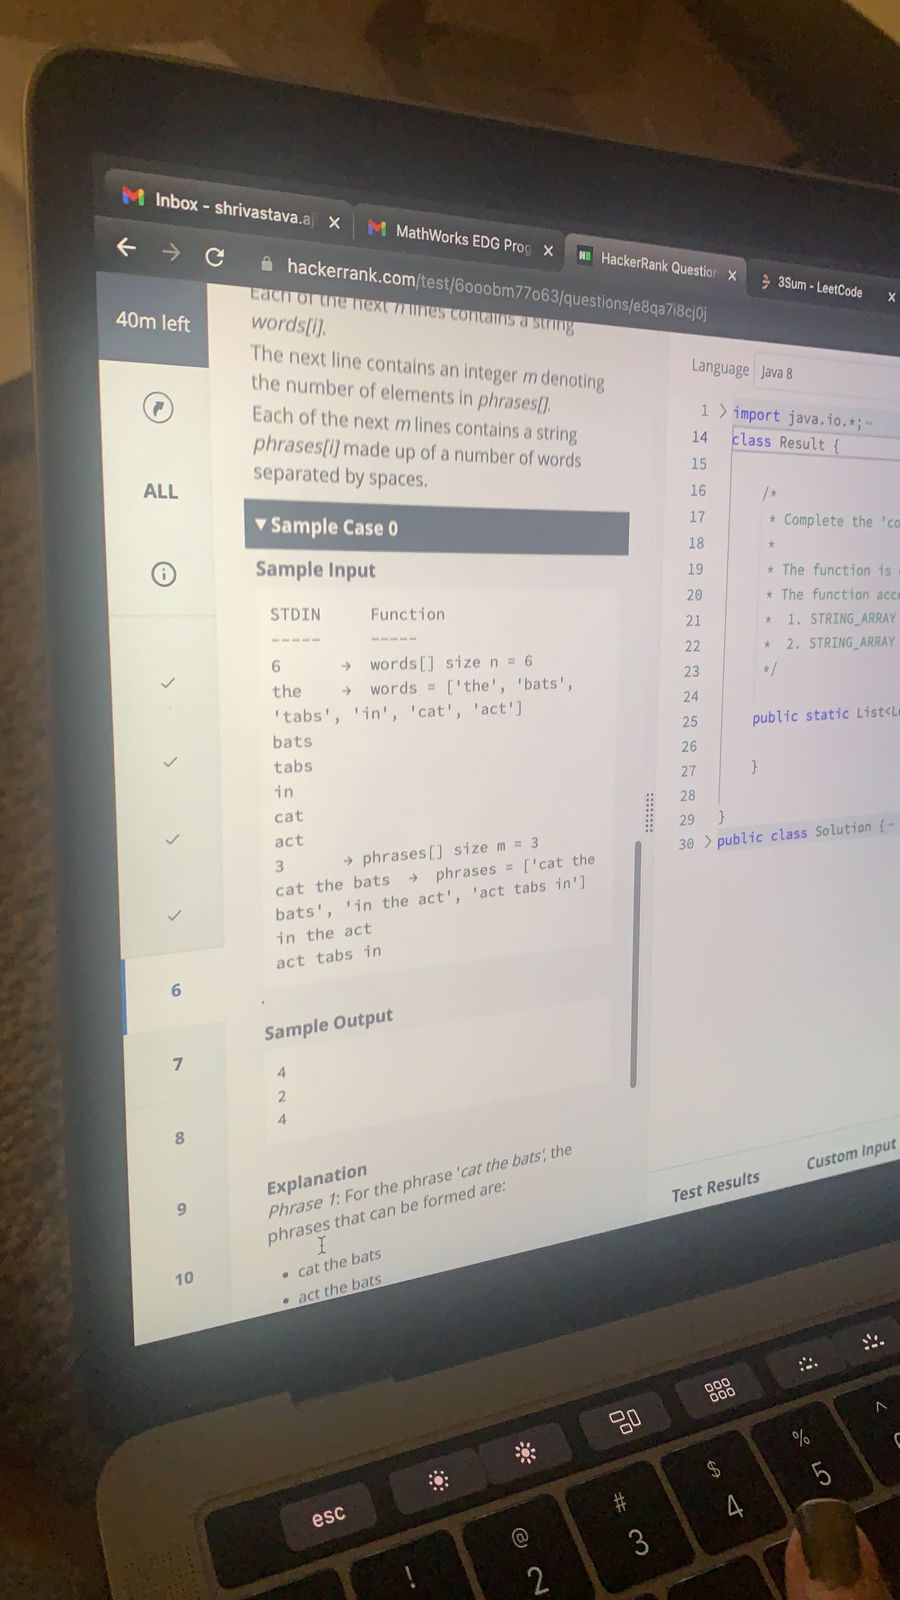 Inbox - shrivastava.aj
MathWorks EDG Prog
HackerRank Question
3Sum - LeetCode
hackerrank.com/test/6ooobm77o63/questions/e8qa7i8cj0j
40m left
ALL
6
7
8
9
10
Each of the next n lines contains a string
words[i].
The next line contains an integer m denoting
the number of elements in phrases[].
Each of the next m lines contains a string
phrases[i] made up of a number of words
separated by spaces.
▼ Sample Case 0
Sample Input
STDIN Function
----- -----
6 → words[] size n = 6
the → words = ['the', 'bats',
'tabs', 'in', 'cat', 'act']
bats
tabs
in
cat
act
3 → phrases[] size m = 3
cat the bats → phrases = ['cat the
bats', 'in the act', 'act tabs in']
in the act
act tabs in
.
Sample Output
4
2
4
Explanation
Phrase 1: For the phrase 'cat the bats', the
phrases that can be formed are:
• cat the bats
• act the bats
Language Java 8
1 > import java.io.*;
14 class Result {
15
16 /*
17 * Complete the 'co
18 *
19 * The function is
20 * The function acc
21 * 1. STRING_ARRAY
22 * 2. STRING_ARRAY
23 */
24
25 public static List<Lo
26
27 }
28
29 }
30 > public class Solution {
Test Results Custom Input
esc
!
@
2
#
3
$
4
%
5
^